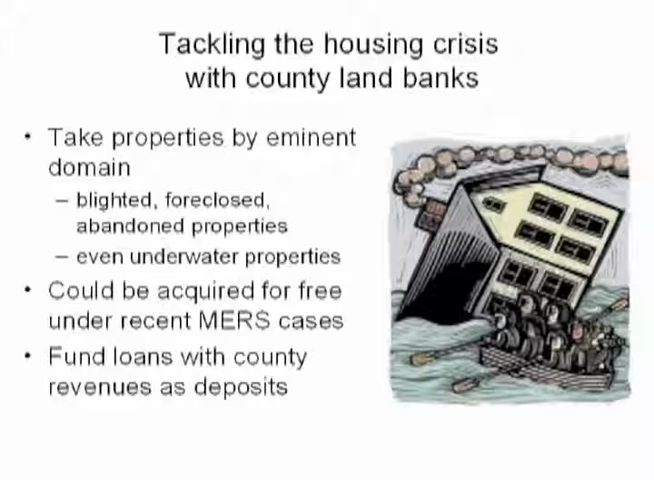 Tackling the housing crisis
with county land banks
• Take properties by eminent
domain
– blighted, foreclosed,
abandoned properties
– even underwater properties
• Could be acquired for free
under recent MERS cases
• Fund loans with county
revenues as deposits